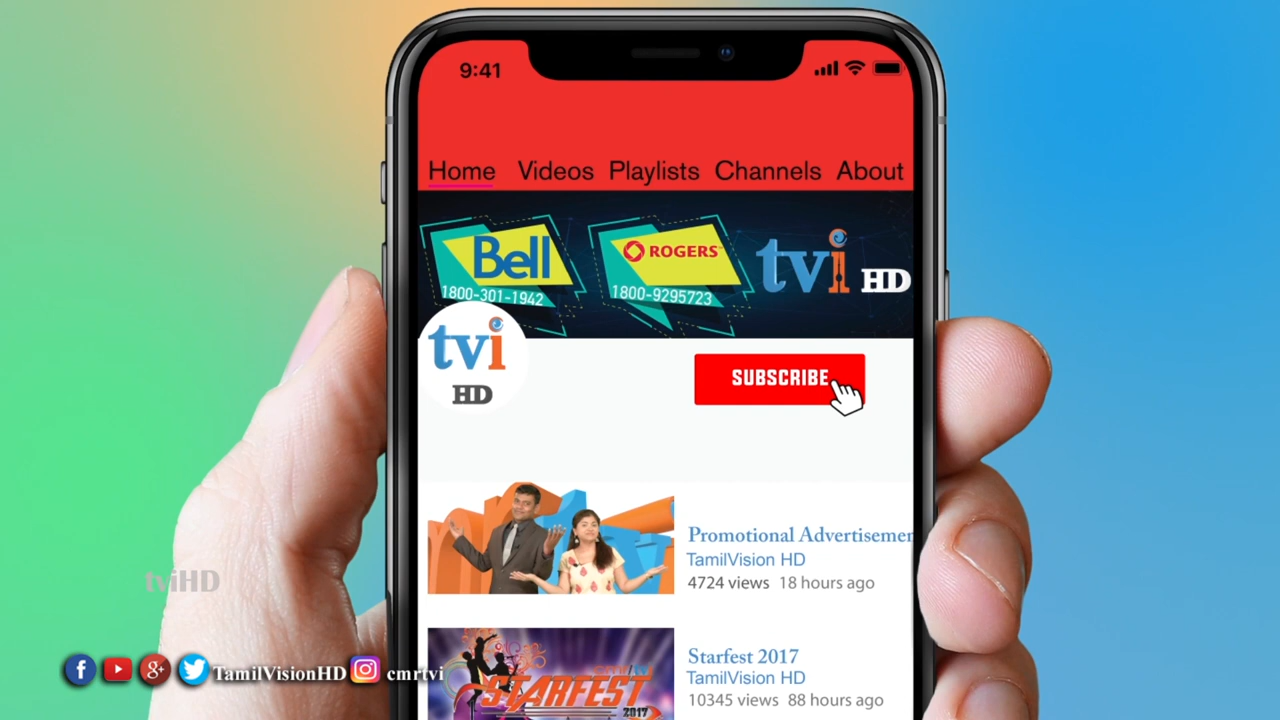 9:41
Home Videos Playlists Channels About
Bell
1800-301-1942
ROGERS™
1800-9295723
tvi HD
tvi
HD
SUBSCRIBE
Promotional Advertisemen
TamilVision HD
4724 views 18 hours ago
tviHD
Starfest 2017
TamilVision HD
10345 views 88 hours ago
STARFEST
2017
TamilVisionHD cmrtvi